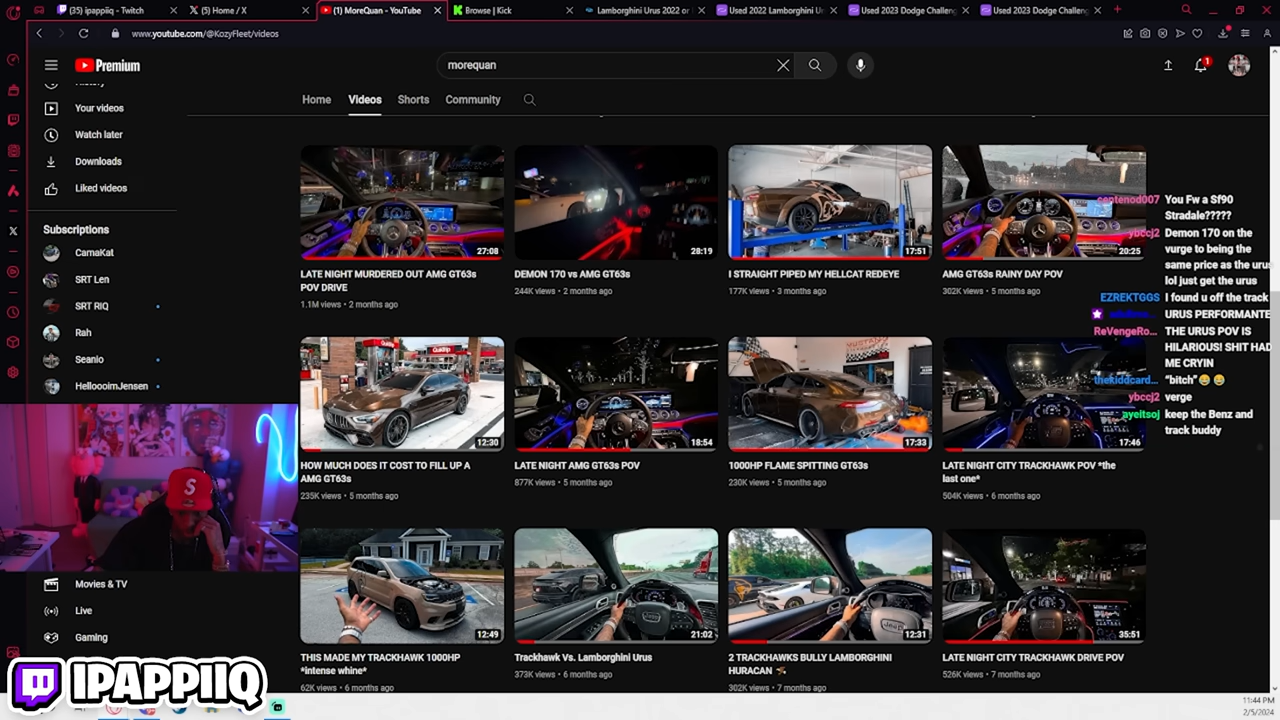 (35) ipappiiq - Twitch
(5) Home / X
(1) MoreQuan - YouTube
Browse | Kick
Lamborghini Urus 2022 or
Used 2022 Lamborghini U
Used 2023 Dodge Challeng
Used 2023 Dodge Challeng
www.youtube.com/@KozyFleet/videos
Premium
morequan
1
History
Your videos
Watch later
Downloads
Liked videos
Subscriptions
CamaKat
SRT Len
SRT RIQ
Rah
Seanio
HelloooimJensen
Movies & TV
Live
Gaming
IPAPPIIQ
Home
Videos
Shorts
Community
27:08
28:19
17:51
20:25
LATE NIGHT MURDERED OUT AMG GT63s
POV DRIVE
1.1M views • 2 months ago
DEMON 170 vs AMG GT63s
244K views • 2 months ago
I STRAIGHT PIPED MY HELLCAT REDEYE
177K views • 3 months ago
AMG GT63s RAINY DAY POV
302K views • 5 months ago
12:30
18:54
17:33
17:46
HOW MUCH DOES IT COST TO FILL UP A
AMG GT63s
235K views • 5 months ago
LATE NIGHT AMG GT63s POV
877K views • 5 months ago
1000HP FLAME SPITTING GT63s
230K views • 5 months ago
LATE NIGHT CITY TRACKHAWK POV *the
last one*
504K views • 6 months ago
12:49
21:02
12:31
35:51
THIS MADE MY TRACKHAWK 1000HP
*intense whine*
62K views • 6 months ago
Trackhawk Vs. Lamborghini Urus
373K views • 6 months ago
2 TRACKHAWKS BULLY LAMBORGHINI
HURACAN
302K views • 7 months ago
LATE NIGHT CITY TRACKHAWK DRIVE POV
526K views • 7 months ago
centenod007 You Fw a Sf90
Stradale?????
ybccj2 Demon 170 on the
vurge to being the
same price as the urus
lol just get the urus
EZREKTGGS I found u off the track
URUS PERFORMANTE
ReVengeRo... THE URUS POV IS
HILARIOUS! SHIT HAD
ME CRYIN
thekiddcard... "bitch"😂😂
ybccj2 verge
ayeitsoj keep the Benz and
track buddy
11:44 PM
2/5/2024